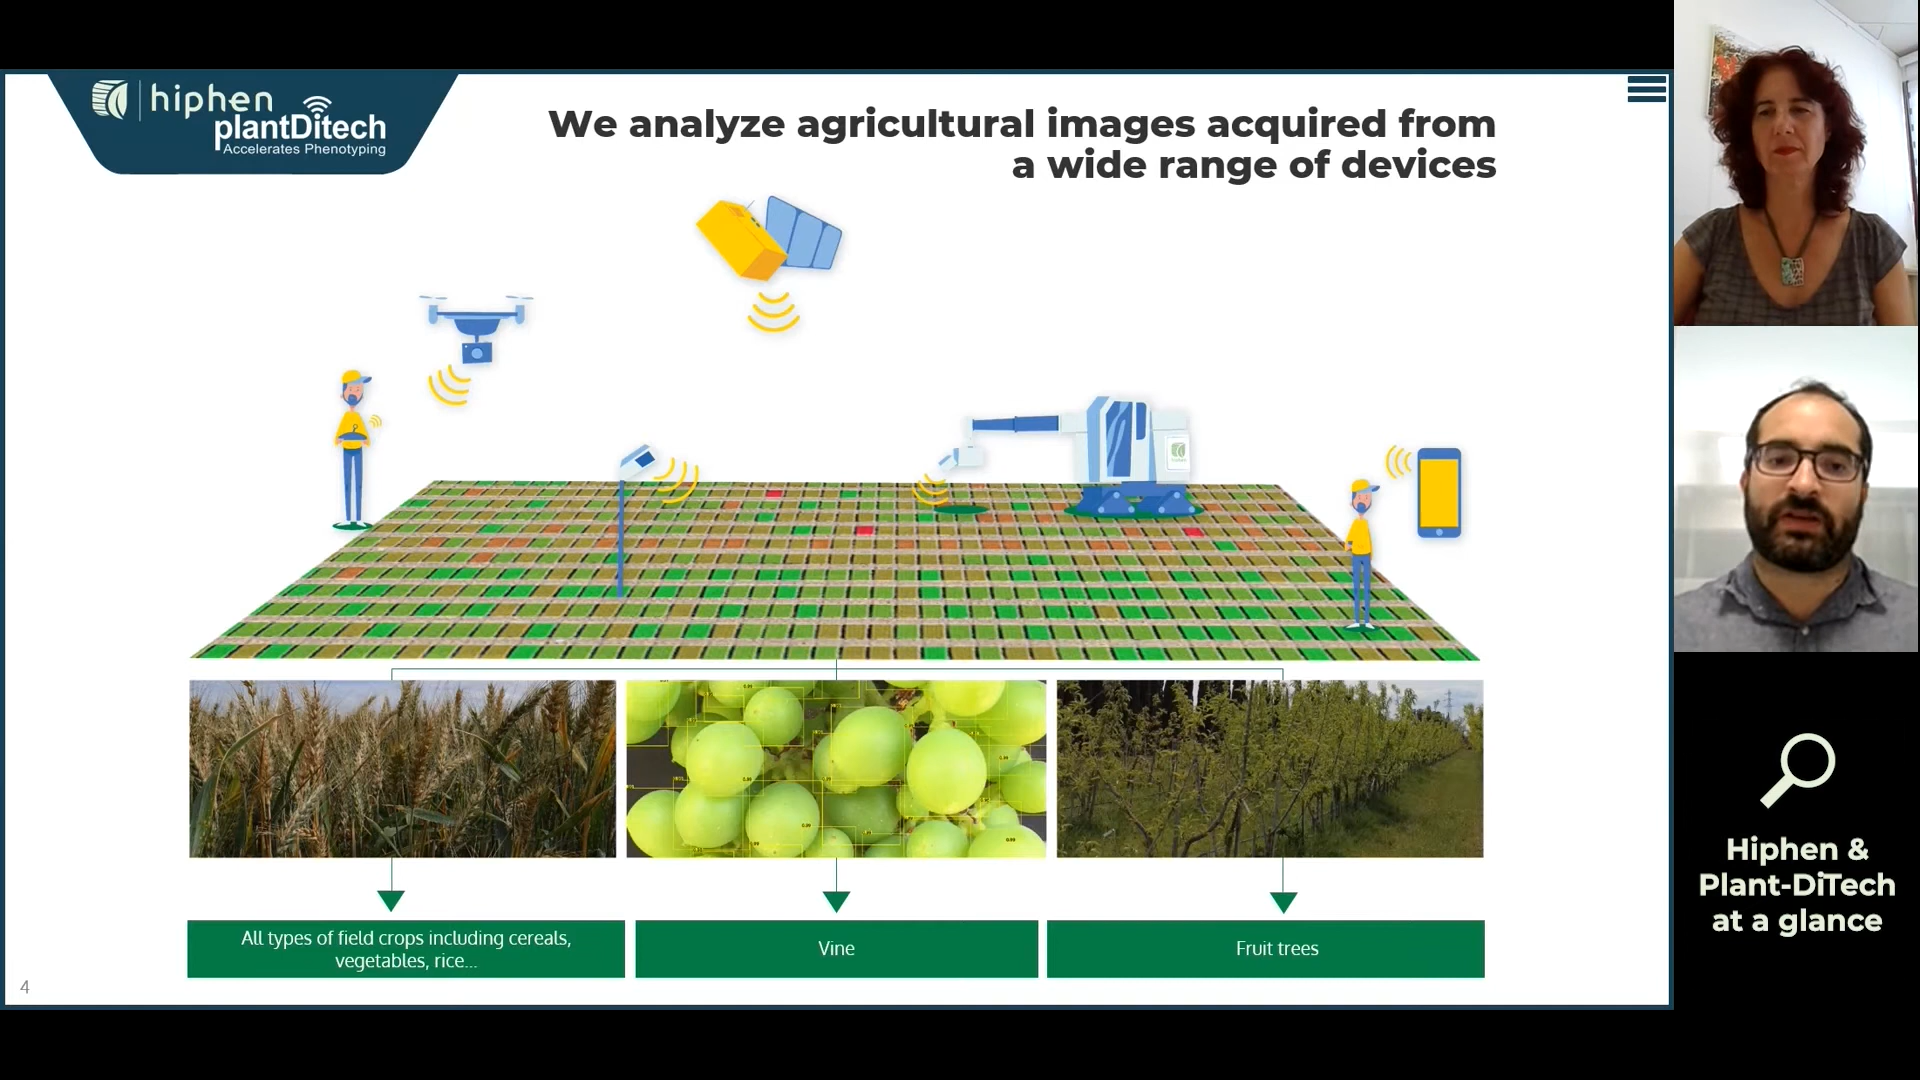 hiphen
plantDitech
Accelerates Phenotyping
We analyze agricultural images acquired from
a wide range of devices
All types of field crops including cereals,
vegetables, rice...
Vine
Fruit trees
4
Hiphen &
Plant-DiTech
at a glance